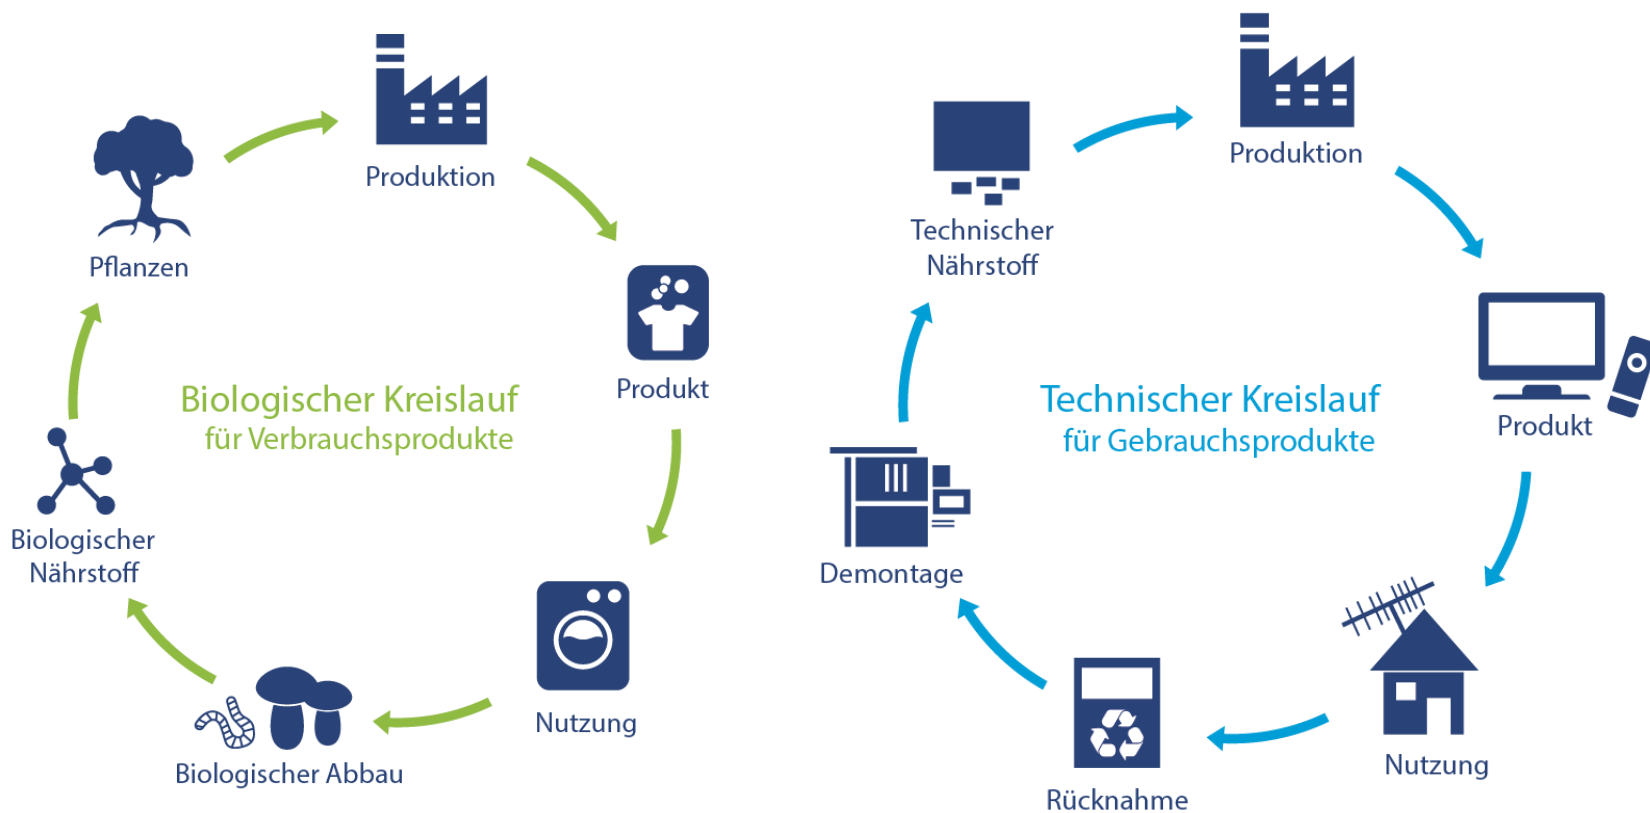 Produktion
Pflanzen
Produkt
Biologischer Kreislauf
für Verbrauchsprodukte
Biologischer
Nährstoff
Nutzung
Biologischer Abbau
Produktion
Technischer
Nährstoff
Produkt
Technischer Kreislauf
für Gebrauchsprodukte
Demontage
Nutzung
Rücknahme